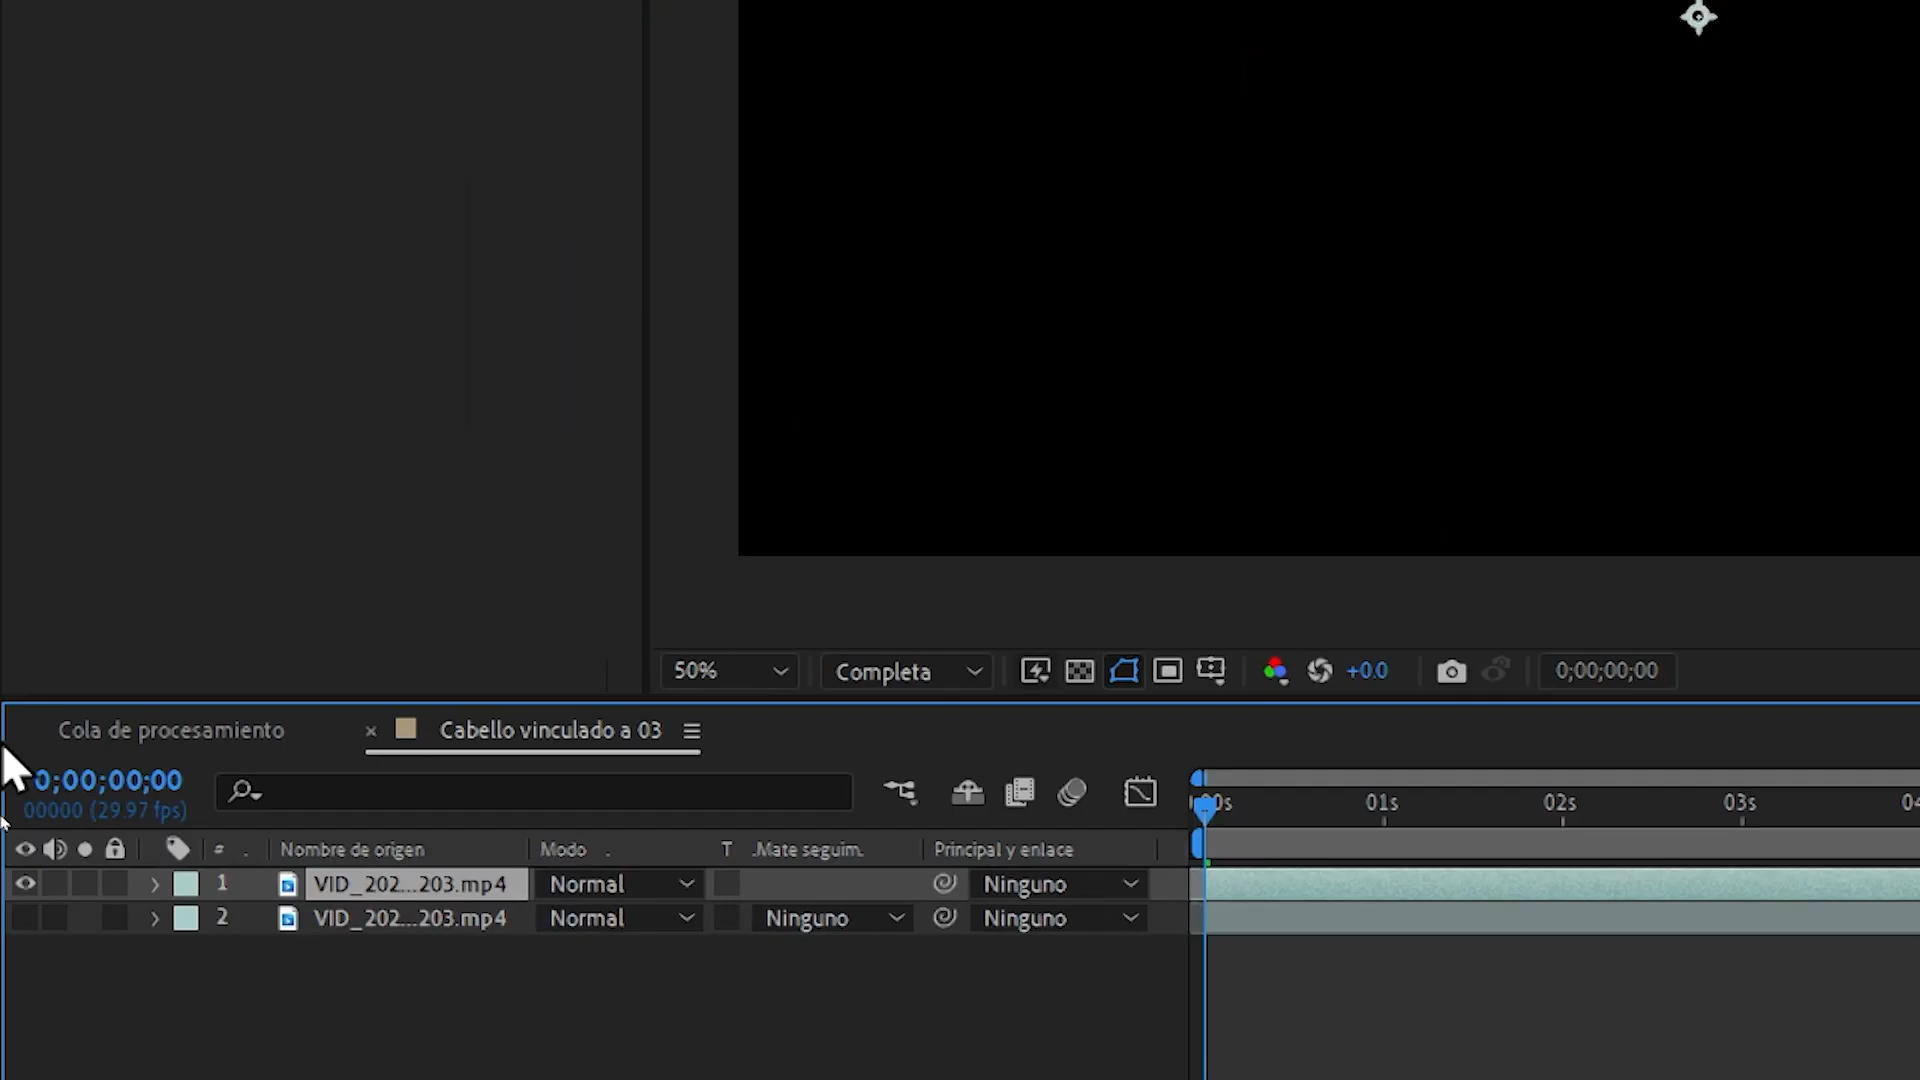 50% Completa +0.0 0;00;00;00
Cola de procesamiento × Cabello vinculado a 03
0;00;00;00
00000 (29.97 fps)
00s 01s 02s 03s 04
# Nombre de origen Modo T .Mate seguim. Principal y enlace
1 VID_202...203.mp4 Normal Ninguno
2 VID_202...203.mp4 Normal Ninguno Ninguno